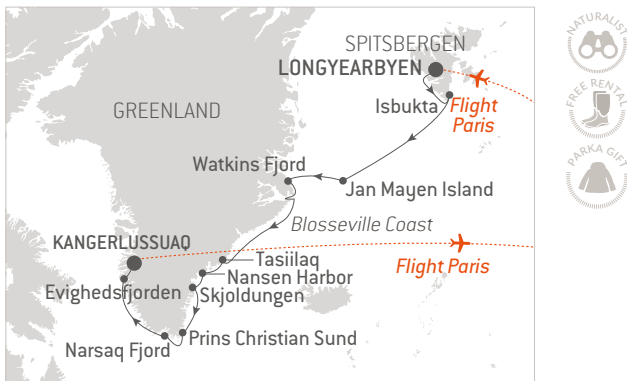 SPITSBERGEN
LONGYEARBYEN
Isbukta
Flight
Paris
GREENLAND
Watkins Fjord
Jan Mayen Island
Blosseville Coast
KANGERLUSSUAQ
Tasiilaq
Nansen Harbor
Flight Paris
Evighedsfjorden
Skjoldungen
Prins Christian Sund
Narsaq Fjord
NATURALIST
FREE RENTAL
PARKA GIFT